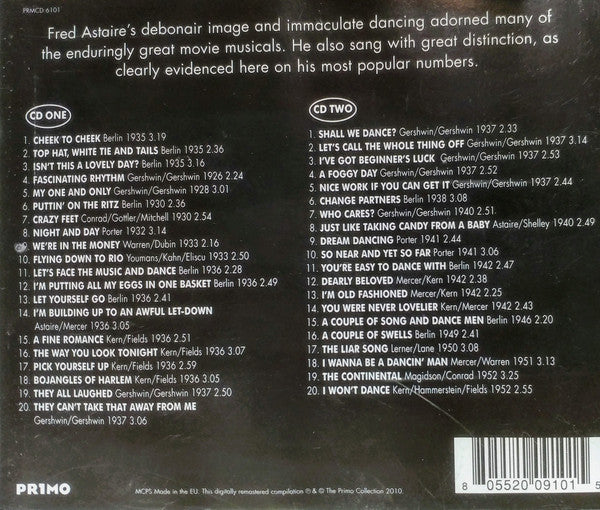 PRMCD 6101
Fred Astaire's debonair image and immaculate dancing adorned many of
the enduringly great movie musicals. He also sang with great distinction, as
clearly evidenced here on his most popular numbers.
CD ONE
1. CHEEK TO CHEEK Berlin 1935 3.19
2. TOP HAT, WHITE TIE AND TAILS Berlin 1935 2.36
3. ISN'T THIS A LOVELY DAY? Berlin 1935 3.16
4. FASCINATING RHYTHM Gershwin/Gershwin 1926 2.24
5. MY ONE AND ONLY Gershwin/Gershwin 1928 3.01
6. PUTTIN' ON THE RITZ Berlin 1930 2.36
7. CRAZY FEET Conrad/Gottler/Mitchell 1930 2.54
8. NIGHT AND DAY Porter 1932 3.14
9. WE'RE IN THE MONEY Warren/Dubin 1933 2.16
10. FLYING DOWN TO RIO Youmans/Kahn/Eliscu 1933 2.50
11. LET'S FACE THE MUSIC AND DANCE Berlin 1936 2.28
12. I'M PUTTING ALL MY EGGS IN ONE BASKET Berlin 1936 2.49
13. LET YOURSELF GO Berlin 1936 2.41
14. I'M BUILDING UP TO AN AWFUL LET-DOWN
Astaire/Mercer 1936 3.05
15. A FINE ROMANCE Kern/Fields 1936 2.51
16. THE WAY YOU LOOK TONIGHT Kern/Fields 1936 3.07
17. PICK YOURSELF UP Kern/Fields 1936 2.59
18. BOJANGLES OF HARLEM Kern/Fields 1936 3.05
19. THEY ALL LAUGHED Gershwin/Gershwin 1937 2.50
20. THEY CAN'T TAKE THAT AWAY FROM ME
Gershwin/Gershwin 1937 3.06
CD TWO
1. SHALL WE DANCE? Gershwin/Gershwin 1937 2.33
2. LET'S CALL THE WHOLE THING OFF Gershwin/Gershwin 1937 3.14
3. I'VE GOT BEGINNER'S LUCK Gershwin/Gershwin 1937 2.53
4. A FOGGY DAY Gershwin/Gershwin 1937 2.52
5. NICE WORK IF YOU CAN GET IT Gershwin/Gershwin 1937 2.44
6. CHANGE PARTNERS Berlin 1938 3.08
7. WHO CARES? Gershwin/Gershwin 1940 2.51
8. JUST LIKE TAKING CANDY FROM A BABY Astaire/Shelley 1940 2.49
9. DREAM DANCING Porter 1941 2.44
10. SO NEAR AND YET SO FAR Porter 1941 3.06
11. YOU'RE EASY TO DANCE WITH Berlin 1942 2.47
12. DEARLY BELOVED Mercer/Kern 1942 2.38
13. I'M OLD FASHIONED Mercer/Kern 1942 2.25
14. YOU WERE NEVER LOVELIER Kern/Mercer 1942 2.43
15. A COUPLE OF SONG AND DANCE MEN Berlin 1946 2.20
16. A COUPLE OF SWELLS Berlin 1949 2.41
17. THE LIAR SONG Lerner/Lane 1950 3.08
18. I WANNA BE A DANCIN' MAN Mercer/Warren 1951 3.13
19. THE CONTINENTAL Magidson/Conrad 1952 3.25
20. I WON'T DANCE Kern/Hammerstein/Fields 1952 2.55
PR1MO
MCPS Made in the EU. This digitally remastered compilation ℗ & © The Primo Collection 2010.
8 05520 09101 5